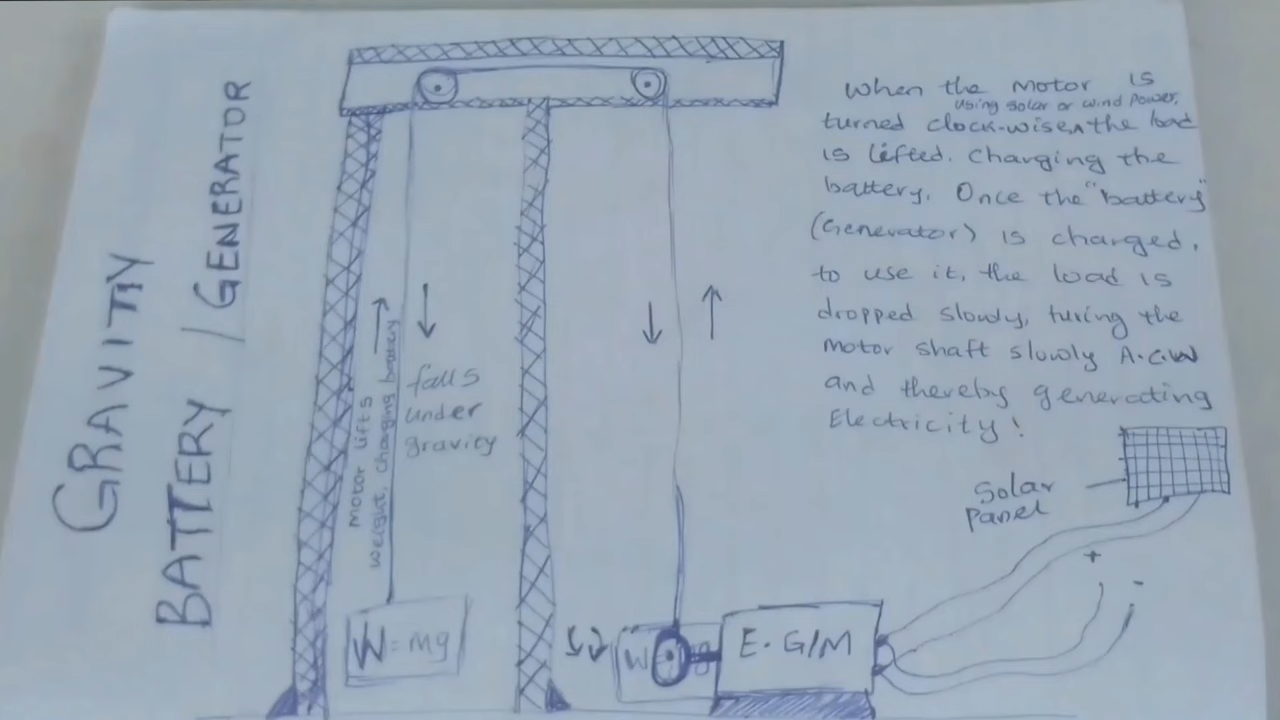 GRAVITIY
BATTERY / GENERATOR
When the motor is
using solar or wind power,
turned clock-wise, the load
is lifted. Charging the
battery. Once the "battery"
(Generator) is charged,
to use it, the load is
dropped slowly, turing the
motor shaft slowly A.C.W
and thereby generating
Electricity!
motor lifts
weight, charging battery
falls
under
gravity
W = mg
W
E. G/M
Solar
Panel
+
-